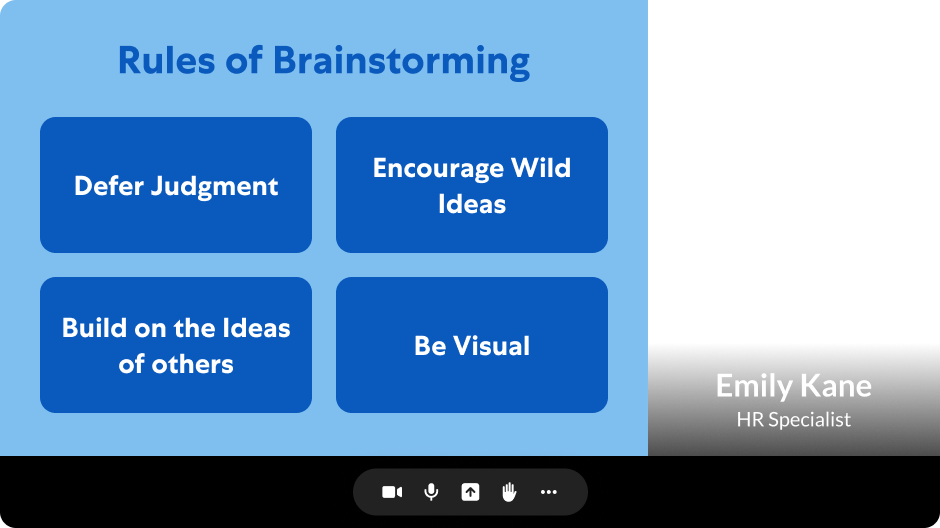 Rules of Brainstorming
Defer Judgment
Encourage Wild
Ideas
Build on the Ideas
of others
Be Visual
Emily Kane
HR Specialist